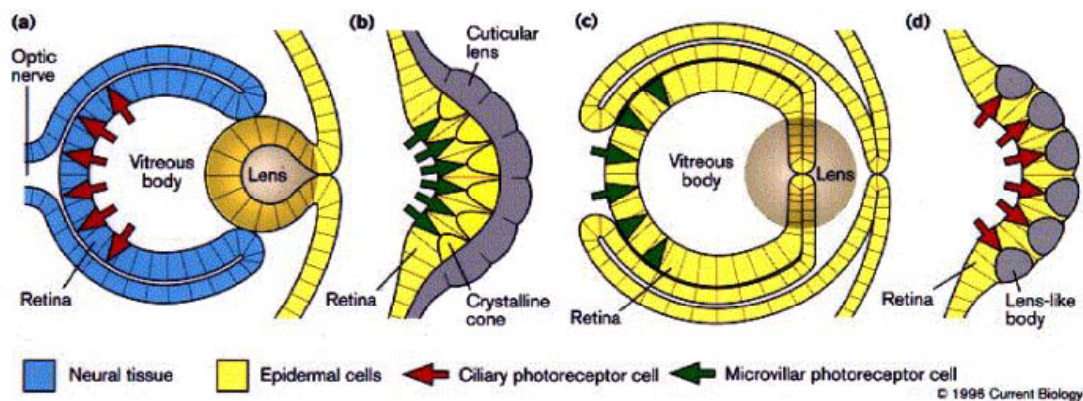 (a)
Optic
nerve
Vitreous
body
Lens
Retina
(b)
Cuticular
lens
Retina
Crystalline
cone
(c)
Vitreous
body
Lens
Retina
(d)
Retina
Lens-like
body
Neural tissue
Epidermal cells
Ciliary photoreceptor cell
Microvillar photoreceptor cell
© 1996 Current Biology